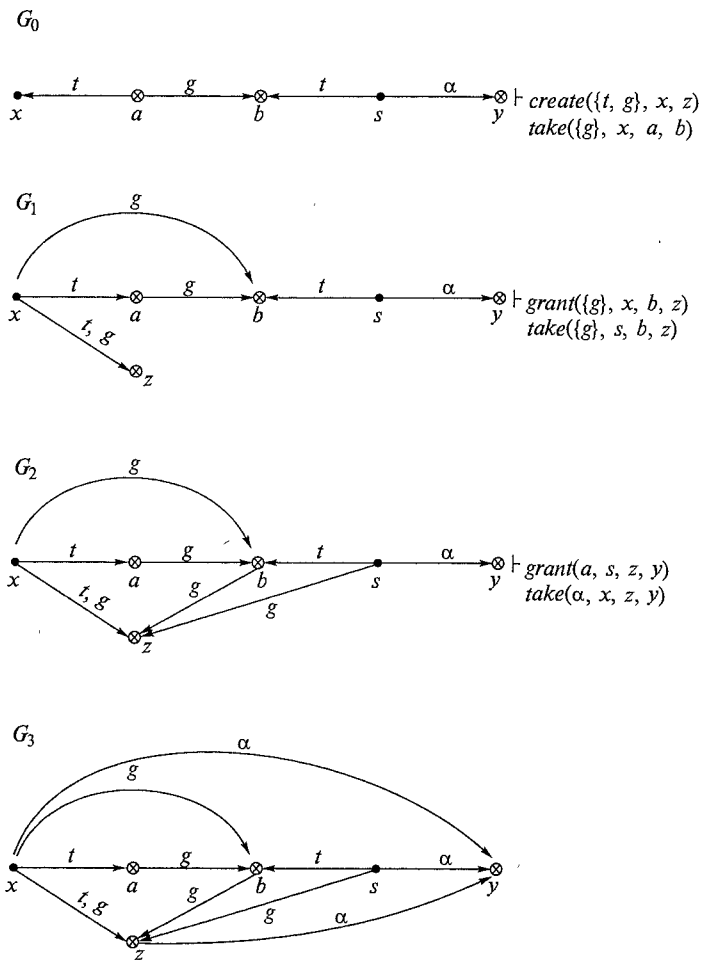 G0
t g t α
x a b s y
⊢ create({t, g}, x, z)
take({g}, x, a, b)
G1
g
t g t α
x a b s y
⊢ grant({g}, x, b, z)
take({g}, s, b, z)
t, g
z
G2
g
t g t α
x a b s y
⊢ grant(a, s, z, y)
take(α, x, z, y)
t, g g g
z
G3
α
g
t g t α
x a b s y
t, g g g α
z